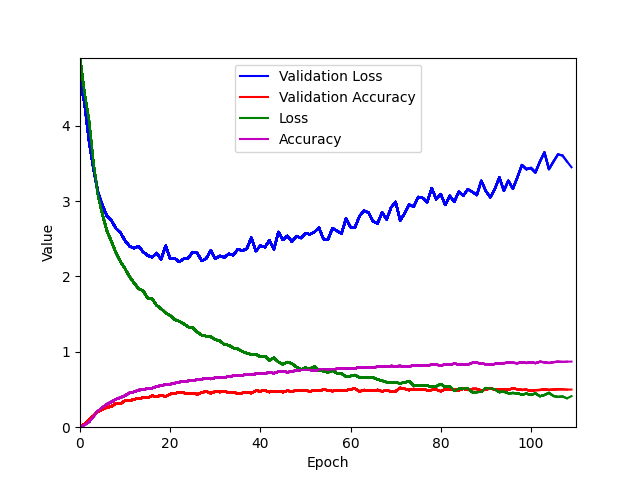 Validation Loss
Validation Accuracy
Loss
Accuracy
4
3
2
1
0
Value
0 20 40 60 80 100
Epoch